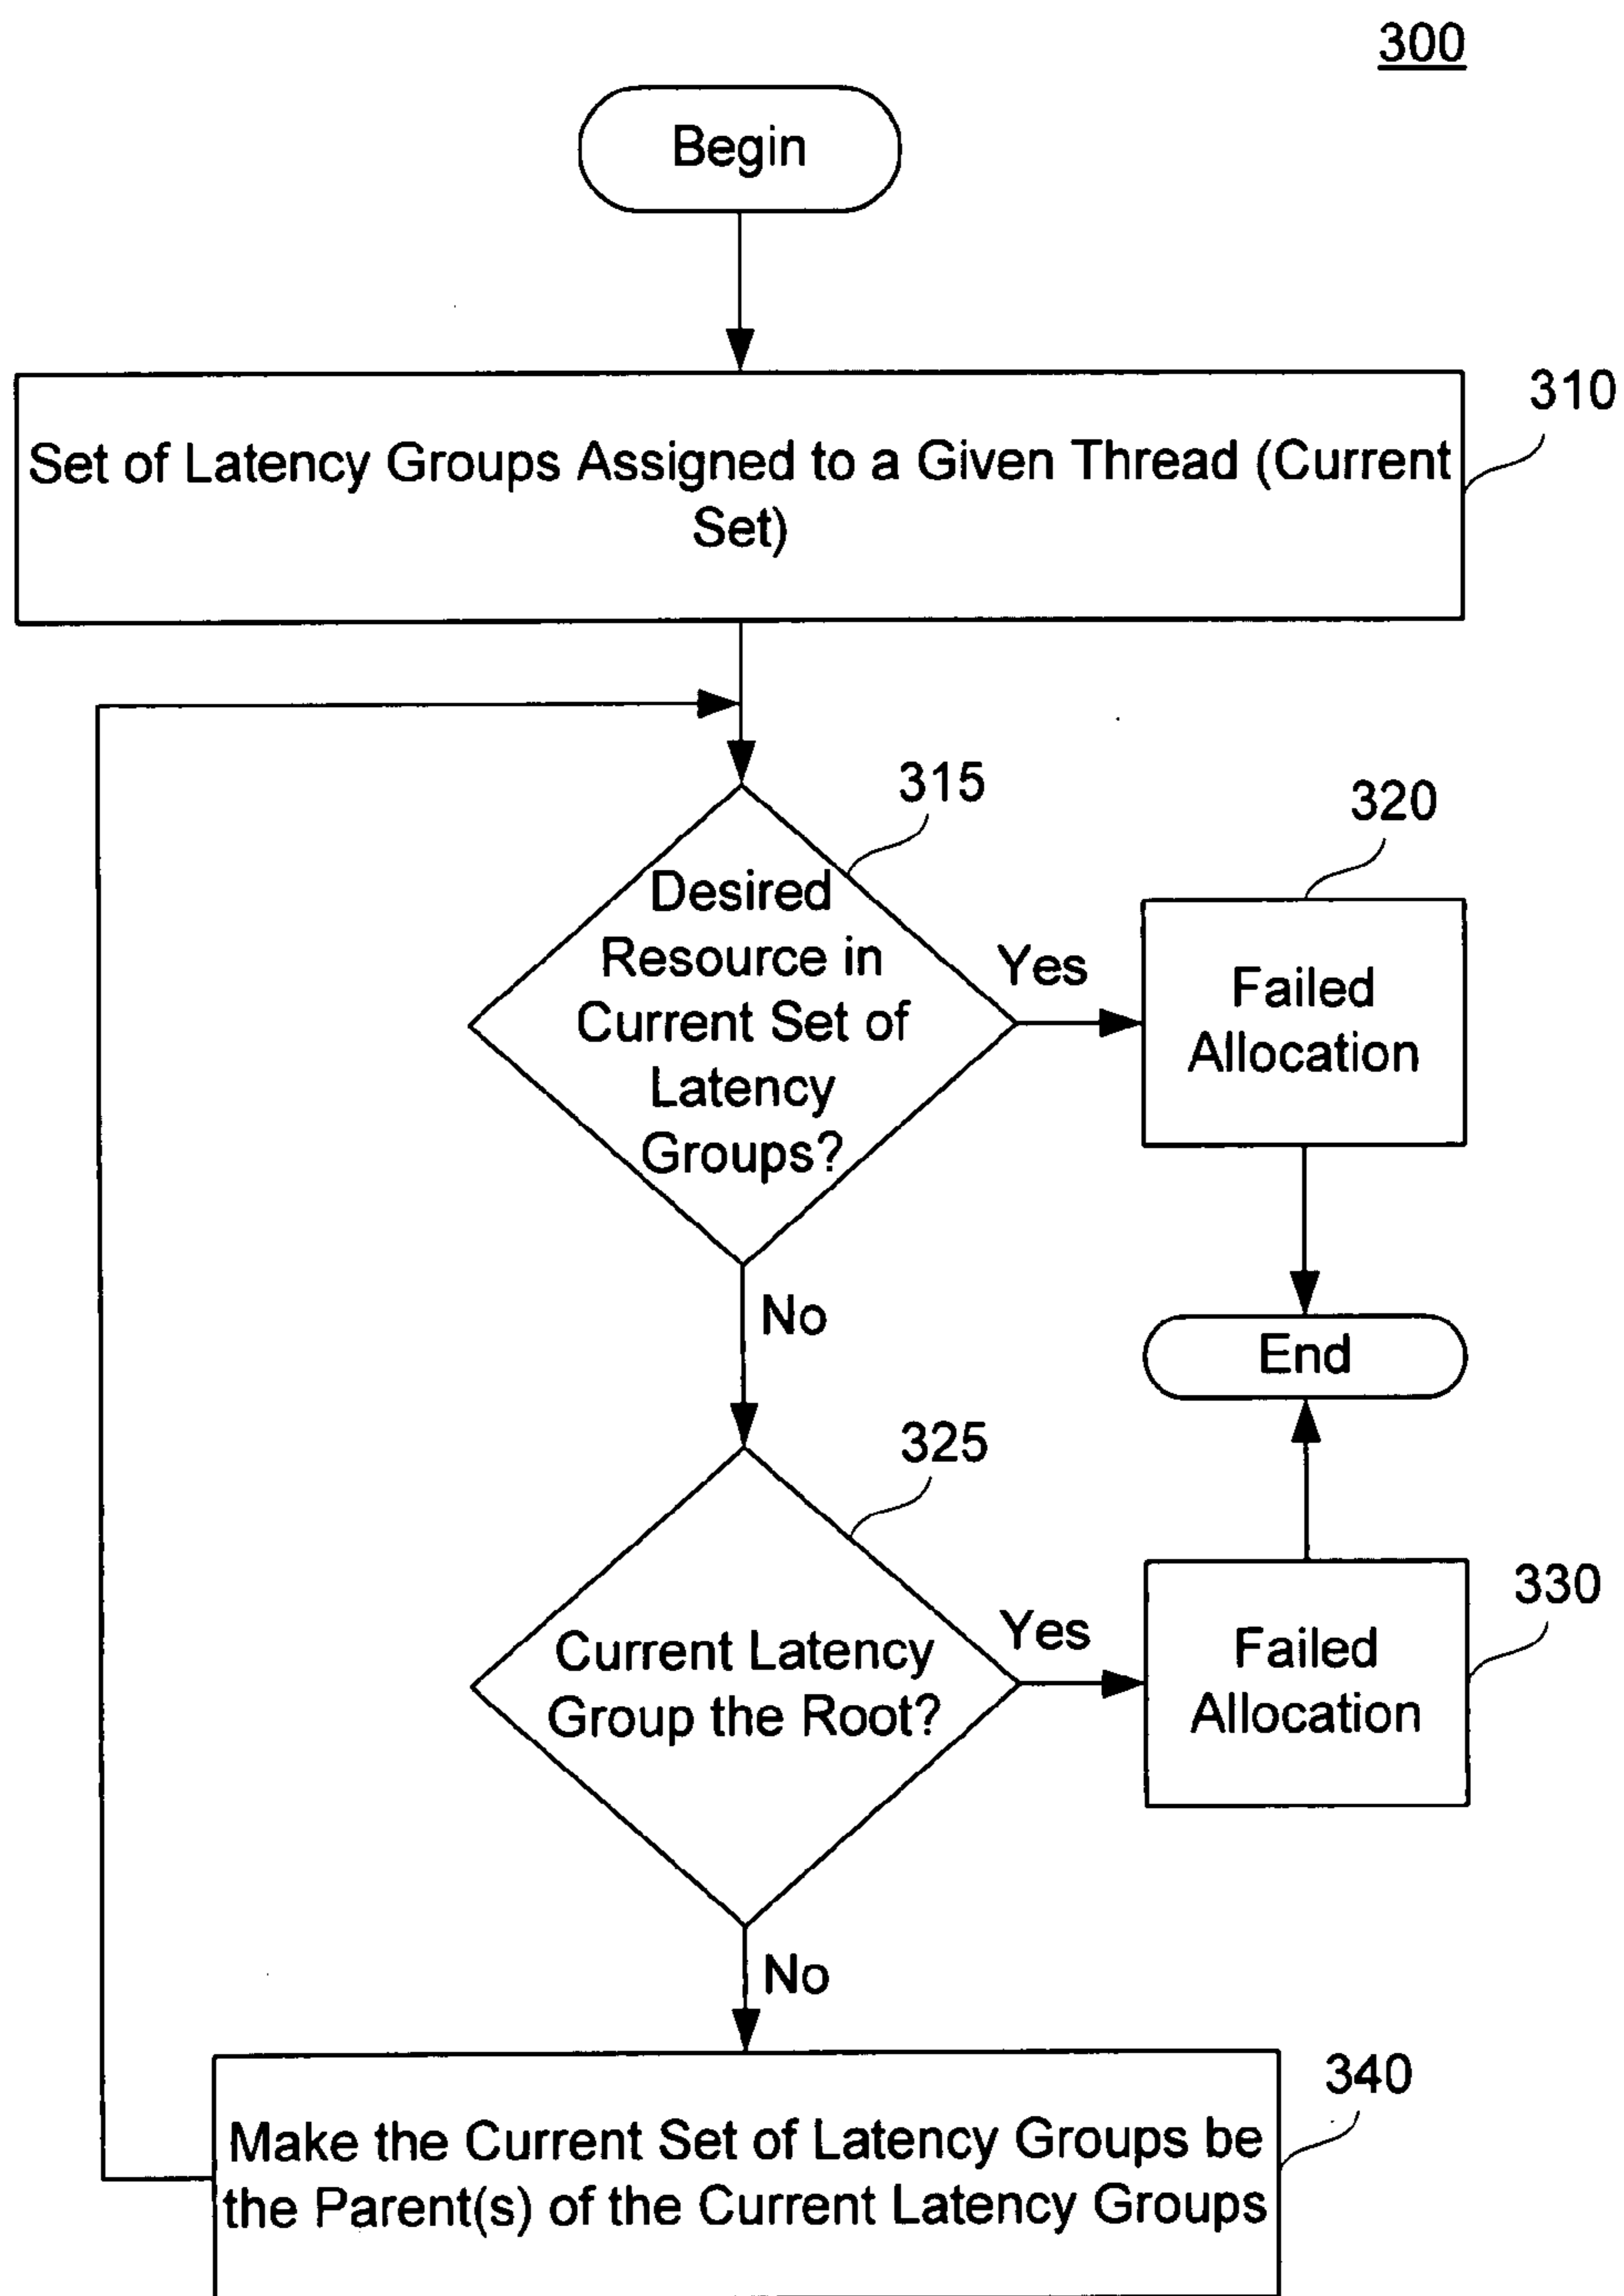 300
Begin
310
Set of Latency Groups Assigned to a Given Thread (Current
Set)
315
Desired
Resource in
Current Set of
Latency
Groups?
Yes
320
Failed
Allocation
No
End
325
Current Latency
Group the Root?
Yes
330
Failed
Allocation
No
340
Make the Current Set of Latency Groups be
the Parent(s) of the Current Latency Groups